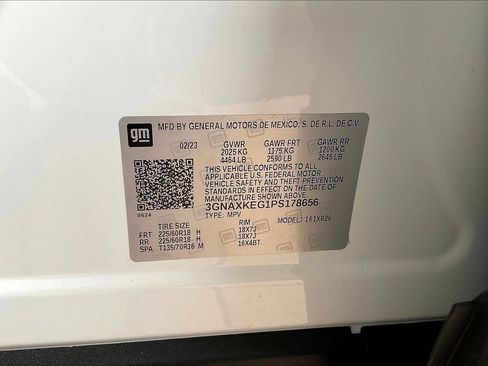 gm
MFD BY GENERAL MOTORS DE MEXICO, S. DE R.L. DE C.V.
02/23 GVWR GAWR FRT GAWR RR
2025 KG 1175 KG 1200 KG
4464 LB 2590 LB 2645 LB
THIS VEHICLE CONFORMS TO ALL
APPLICABLE U.S. FEDERAL MOTOR
VEHICLE SAFETY AND THEFT PREVENTION
STANDARDS IN EFFECT ON THE DATE OF
MANUFACTURE SHOWN ABOVE.
3GNAXKEG1PS178656
8624
TYPE: MPV MODEL: 161XR26
TIRE SIZE RIM
FRT 225/60R18 H 18X7J
RR 225/60R18 H 18X7J
SPA T135/70R16 M 16X4BT